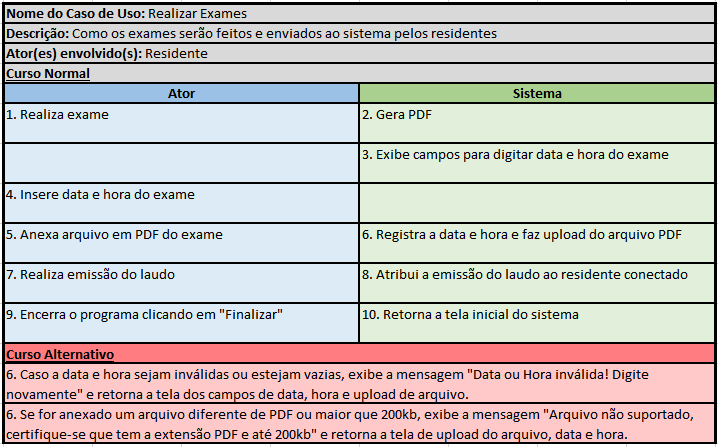 Nome do Caso de Uso: Realizar Exames
Descrição: Como os exames serão feitos e enviados ao sistema pelos residentes
Ator(es) envolvido(s): Residente
Curso Normal
Ator
Sistema
1. Realiza exame
2. Gera PDF
3. Exibe campos para digitar data e hora do exame
4. Insere data e hora do exame
5. Anexa arquivo em PDF do exame
6. Registra a data e hora e faz upload do arquivo PDF
7. Realiza emissão do laudo
8. Atribui a emissão do laudo ao residente conectado
9. Encerra o programa clicando em "Finalizar"
10. Retorna a tela inicial do sistema
Curso Alternativo
6. Caso a data e hora sejam inválidas ou estejam vazias, exibe a mensagem "Data ou Hora inválida! Digite
novamente" e retorna a tela dos campos de data, hora e upload de arquivo.
6. Se for anexado um arquivo diferente de PDF ou maior que 200kb, exibe a mensagem "Arquivo não suportado,
certifique-se que tem a extensão PDF e até 200kb" e retorna a tela de upload do arquivo, data e hora.